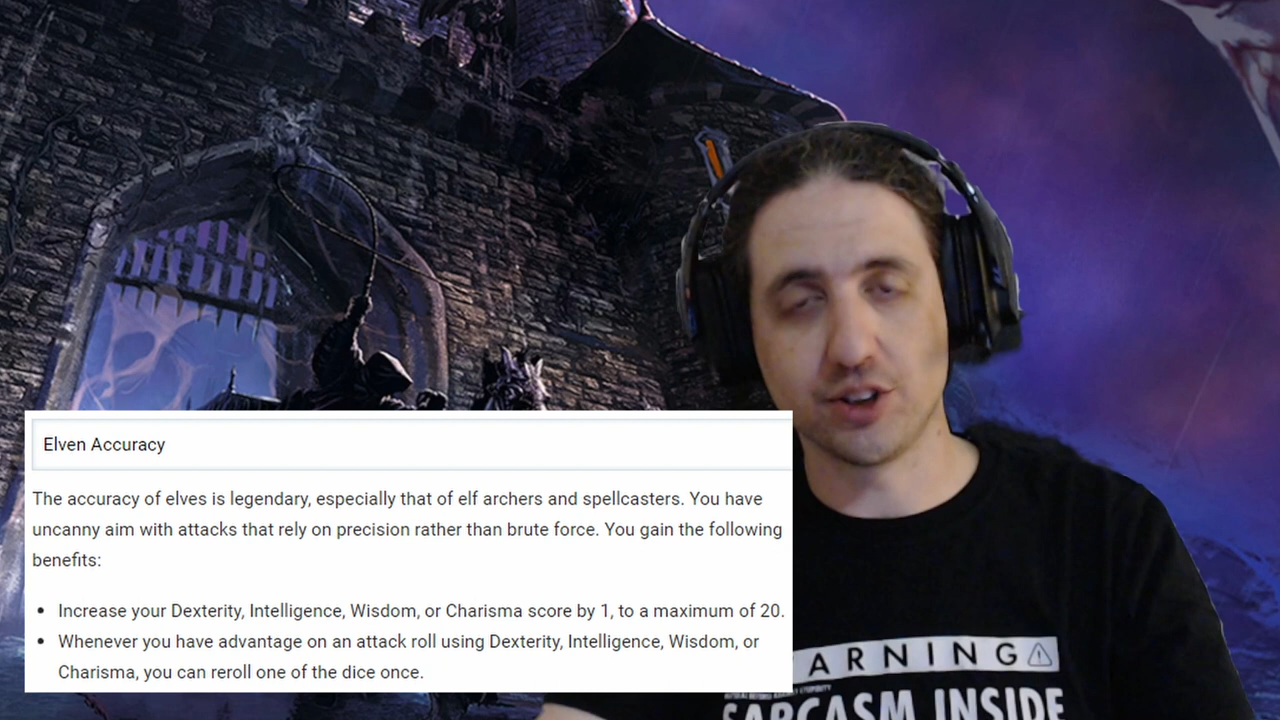 Elven Accuracy
The accuracy of elves is legendary, especially that of elf archers and spellcasters. You have
uncanny aim with attacks that rely on precision rather than brute force. You gain the following
benefits:
• Increase your Dexterity, Intelligence, Wisdom, or Charisma score by 1, to a maximum of 20.
• Whenever you have advantage on an attack roll using Dexterity, Intelligence, Wisdom, or
Charisma, you can reroll one of the dice once.
ARNING
SARCASM INSIDE